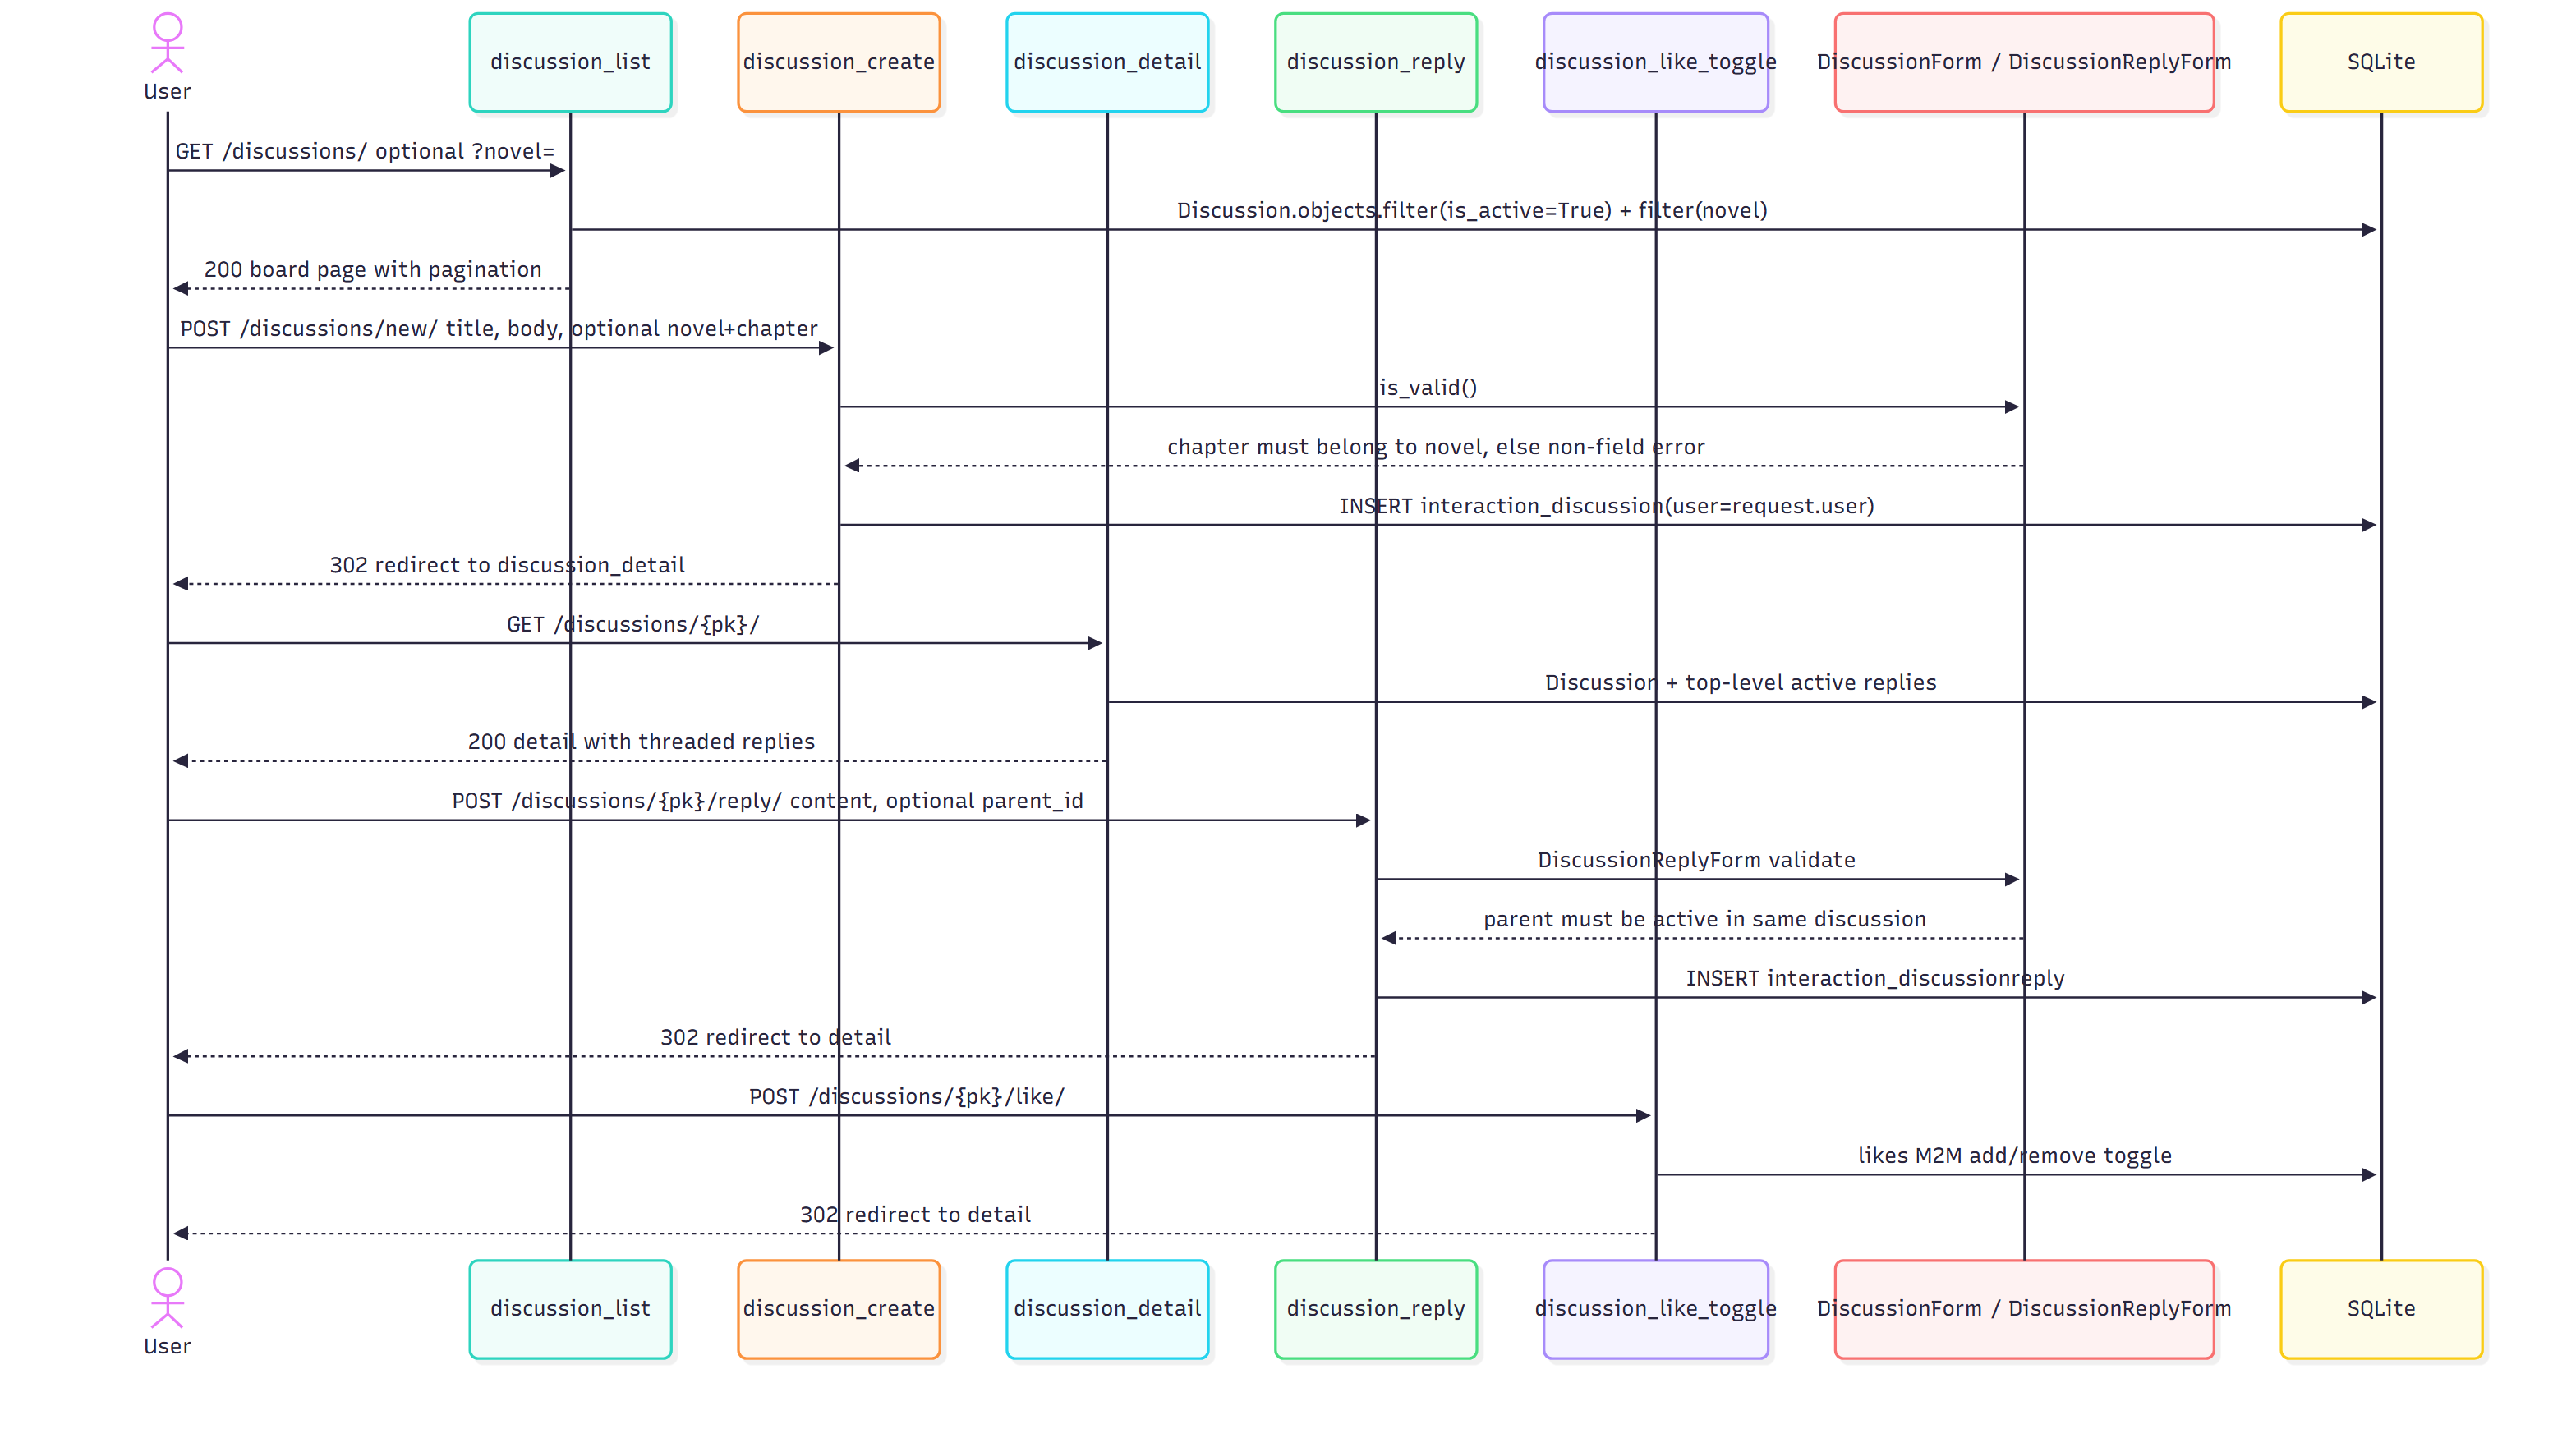 User
discussion_list
discussion_create
discussion_detail
discussion_reply
discussion_like_toggle
DiscussionForm / DiscussionReplyForm
SQLite
GET /discussions/ optional ?novel=
Discussion.objects.filter(is_active=True) + filter(novel)
200 board page with pagination
POST /discussions/new/ title, body, optional novel+chapter
is_valid()
chapter must belong to novel, else non-field error
INSERT interaction_discussion(user=request.user)
302 redirect to discussion_detail
GET /discussions/{pk}/
Discussion + top-level active replies
200 detail with threaded replies
POST /discussions/{pk}/reply/ content, optional parent_id
DiscussionReplyForm validate
parent must be active in same discussion
INSERT interaction_discussionreply
302 redirect to detail
POST /discussions/{pk}/like/
likes M2M add/remove toggle
302 redirect to detail
User
discussion_list
discussion_create
discussion_detail
discussion_reply
discussion_like_toggle
DiscussionForm / DiscussionReplyForm
SQLite